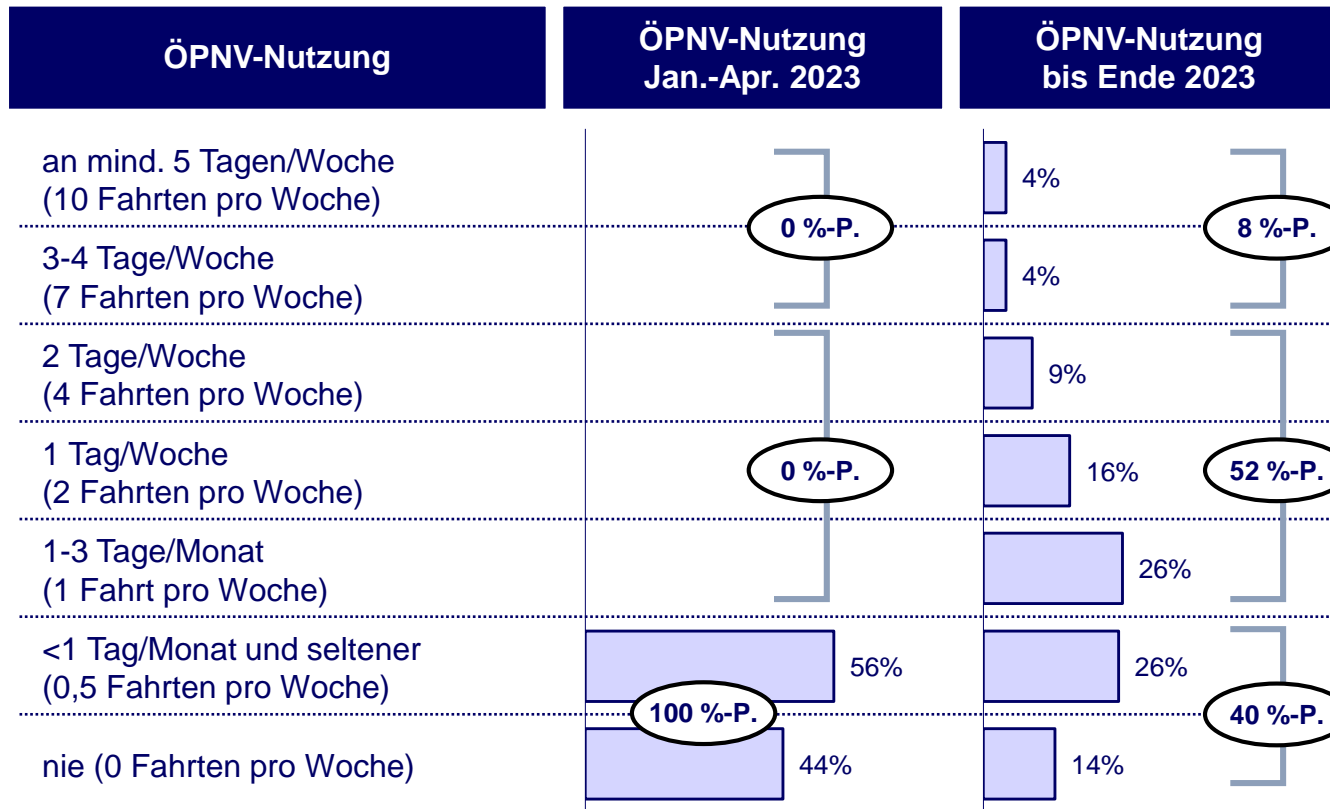 ÖPNV-Nutzung
ÖPNV-Nutzung
Jan.-Apr. 2023
ÖPNV-Nutzung
bis Ende 2023
an mind. 5 Tagen/Woche
(10 Fahrten pro Woche)
4%
0 %-P.
8 %-P.
3-4 Tage/Woche
(7 Fahrten pro Woche)
4%
2 Tage/Woche
(4 Fahrten pro Woche)
9%
1 Tag/Woche
(2 Fahrten pro Woche)
0 %-P.
16%
52 %-P.
1-3 Tage/Monat
(1 Fahrt pro Woche)
26%
<1 Tag/Monat und seltener
(0,5 Fahrten pro Woche)
56%
26%
100 %-P.
40 %-P.
nie (0 Fahrten pro Woche)
44%
14%